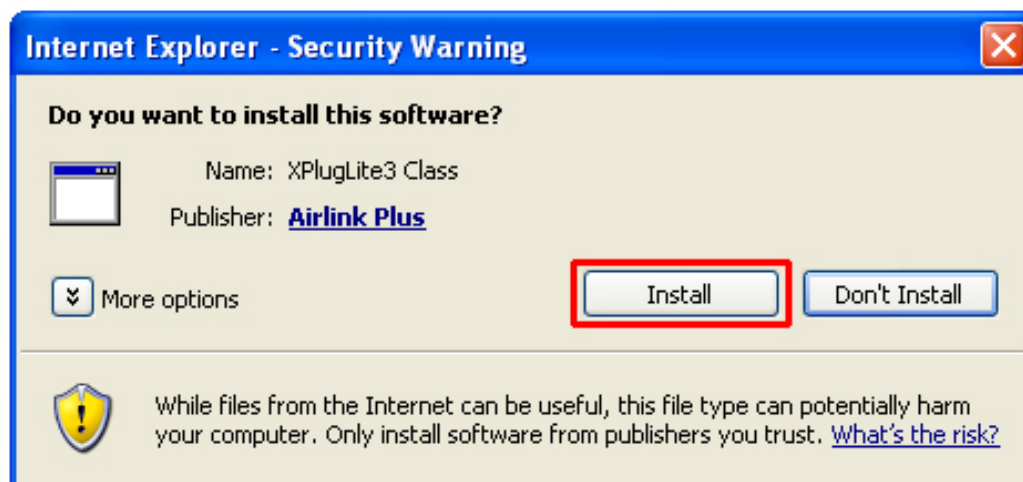 Internet Explorer - Security Warning
Do you want to install this software?
Name: XPlugLite3 Class
Publisher: Airlink Plus
More options
Install
Don't Install
While files from the Internet can be useful, this file type can potentially harm
your computer. Only install software from publishers you trust. What's the risk?